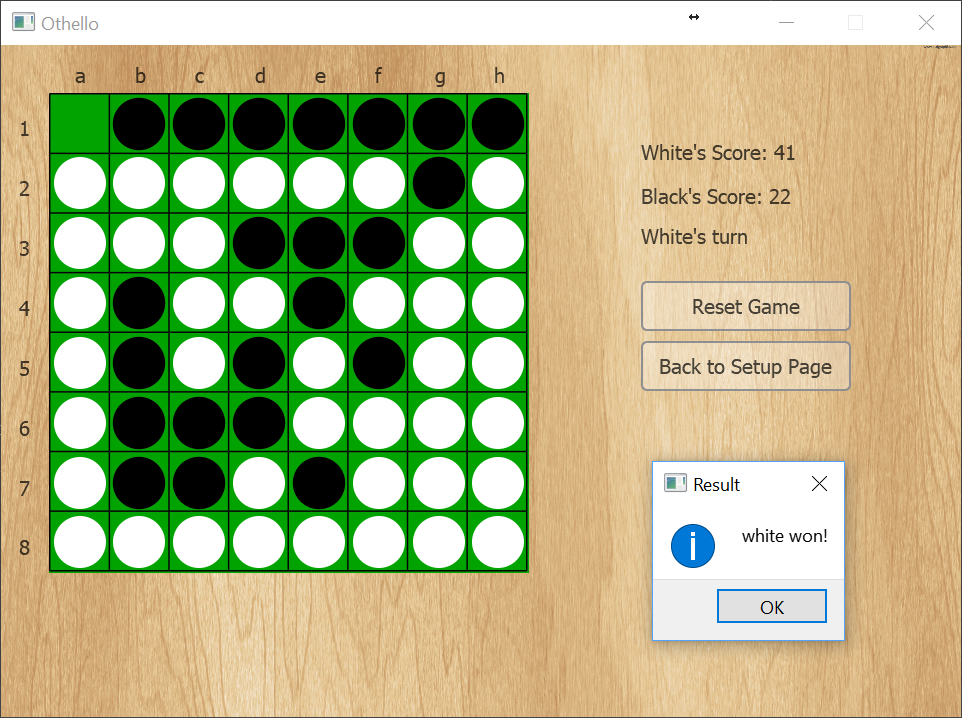 Othello
a b c d e f g h
1
2
3
4
5
6
7
8
White's Score: 41
Black's Score: 22
White's turn
Reset Game
Back to Setup Page
Result
white won!
OK